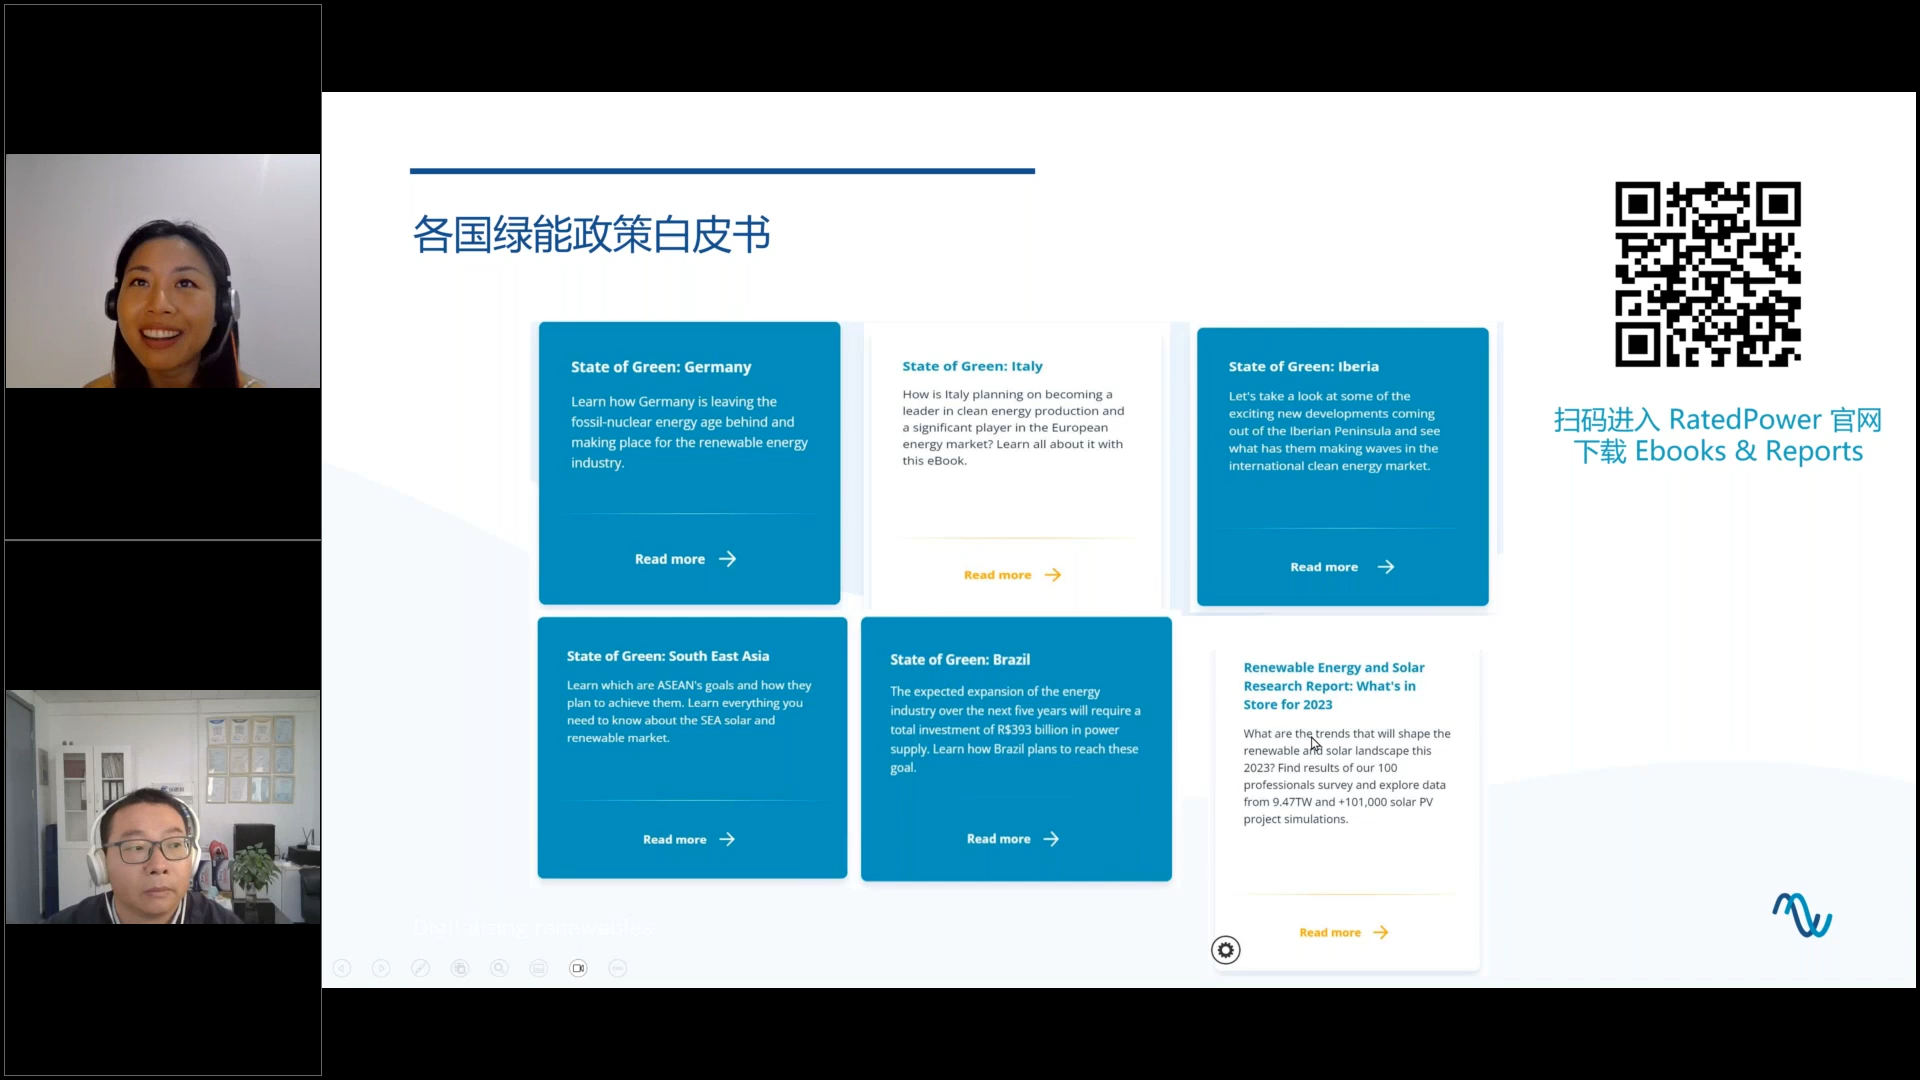 各国绿能政策白皮书
扫码进入 RatedPower 官网
下载 Ebooks & Reports
State of Green: Germany
Learn how Germany is leaving the
fossil-nuclear energy age behind and
making place for the renewable energy
industry.
Read more
State of Green: Italy
How is Italy planning on becoming a
leader in clean energy production and
a significant player in the European
energy market? Learn all about it with
this eBook.
Read more
State of Green: Iberia
Let's take a look at some of the
exciting new developments coming
out of the Iberian Peninsula and see
what has them making waves in the
international clean energy market.
Read more
State of Green: South East Asia
Learn which are ASEAN's goals and how they
plan to achieve them. Learn everything you
need to know about the SEA solar and
renewable market.
Read more
State of Green: Brazil
The expected expansion of the energy
industry over the next five years will require a
total investment of R$393 billion in power
supply. Learn how Brazil plans to reach these
goal.
Read more
Renewable Energy and Solar
Research Report: What's in
Store for 2023
What are the trends that will shape the
renewable and solar landscape this
2023? Find results of our 100
professionals survey and explore data
from 9.47TW and +101,000 solar PV
project simulations.
Read more
Digitalizing renewables